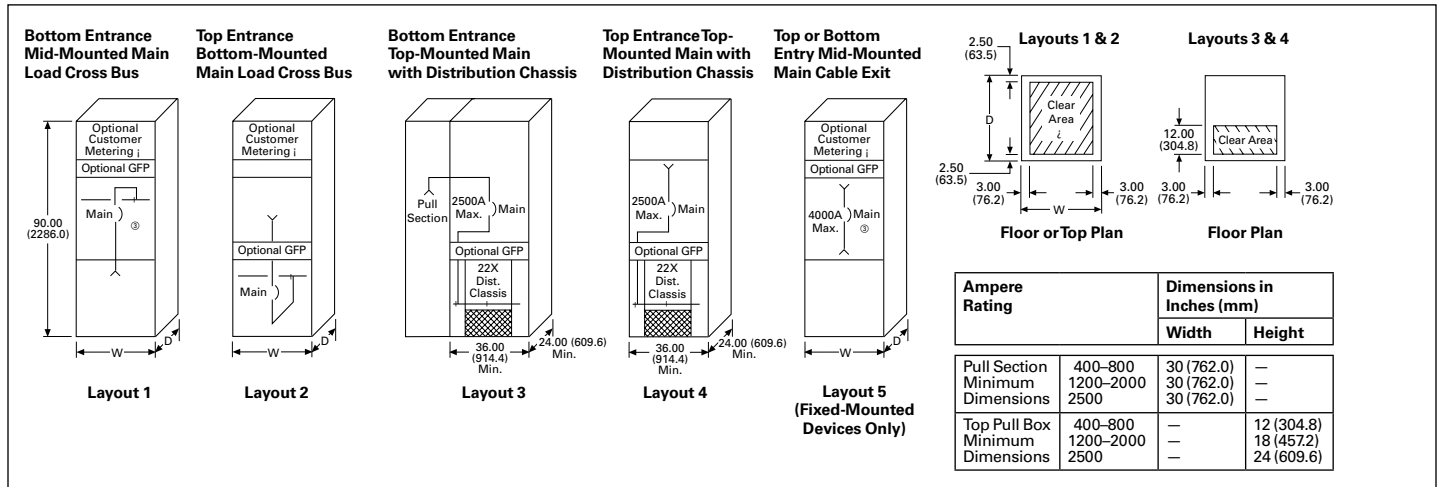 Bottom Entrance
Mid-Mounted Main
Load Cross Bus
Optional
Customer
Metering ¡
Optional GFP
Main
③
90.00
(2286.0)
W
D
Layout 1
Top Entrance
Bottom-Mounted
Main Load Cross Bus
Optional
Customer
Metering ¡
Optional GFP
Main
W
D
Layout 2
Bottom Entrance
Top-Mounted Main
with Distribution Chassis
Pull
Section
2500A
Max.
Main
Optional GFP
22X
Dist.
Classis
36.00
(914.4)
Min.
24.00 (609.6)
Min.
Layout 3
Top Entrance Top-
Mounted Main with
Distribution Chassis
2500A
Max.
Main
Optional GFP
22X
Dist.
Classis
36.00
(914.4)
Min.
24.00 (609.6)
Min.
Layout 4
Top or Bottom
Entry Mid-Mounted
Main Cable Exit
Optional
Customer
Metering ¡
Optional GFP
4000A
Max.
Main
③
W
D
Layout 5
(Fixed-Mounted
Devices Only)
Layouts 1 & 2
2.50
(63.5)
D
Clear
Area
¿
2.50
(63.5)
3.00
(76.2)
3.00
(76.2)
W
Floor or Top Plan
Layouts 3 & 4
12.00
(304.8)
Clear Area
3.00
(76.2)
3.00
(76.2)
Floor Plan
Ampere
Rating
Dimensions in
Inches (mm)
Width Height
Pull Section 400–800 30 (762.0) —
Minimum 1200–2000 30 (762.0) —
Dimensions 2500 30 (762.0) —
Top Pull Box 400–800 — 12 (304.8)
Minimum 1200–2000 — 18 (457.2)
Dimensions 2500 — 24 (609.6)